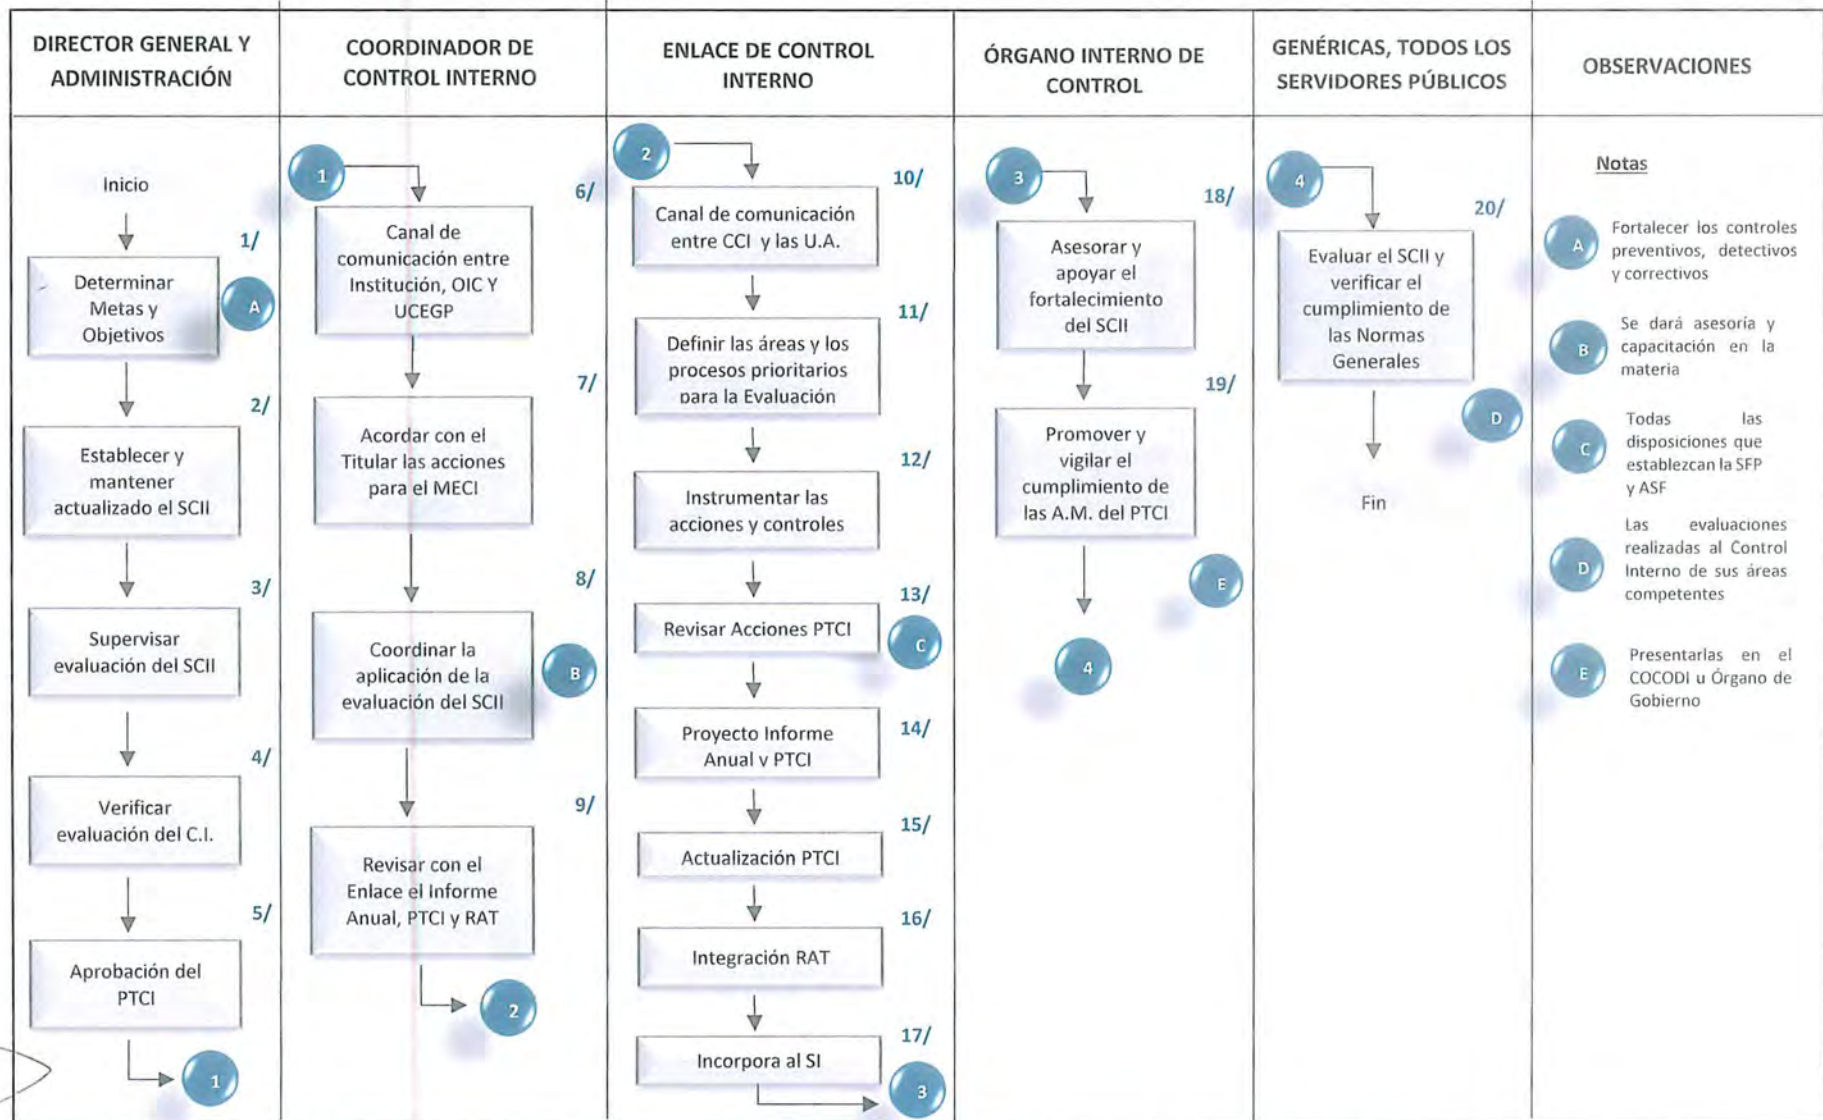 DIRECTOR GENERAL Y
ADMINISTRACIÓN
COORDINADOR DE
CONTROL INTERNO
ENLACE DE CONTROL
INTERNO
ÓRGANO INTERNO DE
CONTROL
GENÉRICAS, TODOS LOS
SERVIDORES PÚBLICOS
OBSERVACIONES
Inicio
1/
Determinar
Metas y
Objetivos
A
2/
Establecer y
mantener
actualizado el SCII
3/
Supervisar
evaluación del SCII
4/
Verificar
evaluación del C.I.
5/
Aprobación del
PTCI
1
1
6/
Canal de
comunicación entre
Institución, OIC Y
UCEGP
7/
Acordar con el
Titular las acciones
para el MECI
8/
Coordinar la
aplicación de la
evaluación del SCII
B
9/
Revisar con el
Enlace el Informe
Anual, PTCI y RAT
2
2
10/
Canal de comunicación
entre CCI y las U.A.
11/
Definir las áreas y los
procesos prioritarios
para la Evaluación
12/
Instrumentar las
acciones y controles
13/
Revisar Acciones PTCI
C
14/
Proyecto Informe
Anual y PTCI
15/
Actualización PTCI
16/
Integración RAT
17/
Incorpora al SI
3
3
18/
Asesorar y
apoyar el
fortalecimiento
del SCII
19/
Promover y
vigilar el
cumplimiento de
las A.M. del PTCI
E
4
4
20/
Evaluar el SCII y
verificar el
cumplimiento de
las Normas
Generales
D
Fin
Notas
A
Fortalecer los controles
preventivos, detectivos
y correctivos
B
Se dará asesoría y
capacitación en la
materia
C
Todas las
disposiciones que
establezcan la SFP
y ASF
D
Las evaluaciones
realizadas al Control
Interno de sus áreas
competentes
E
Presentarlas en el
COCODI u Órgano de
Gobierno